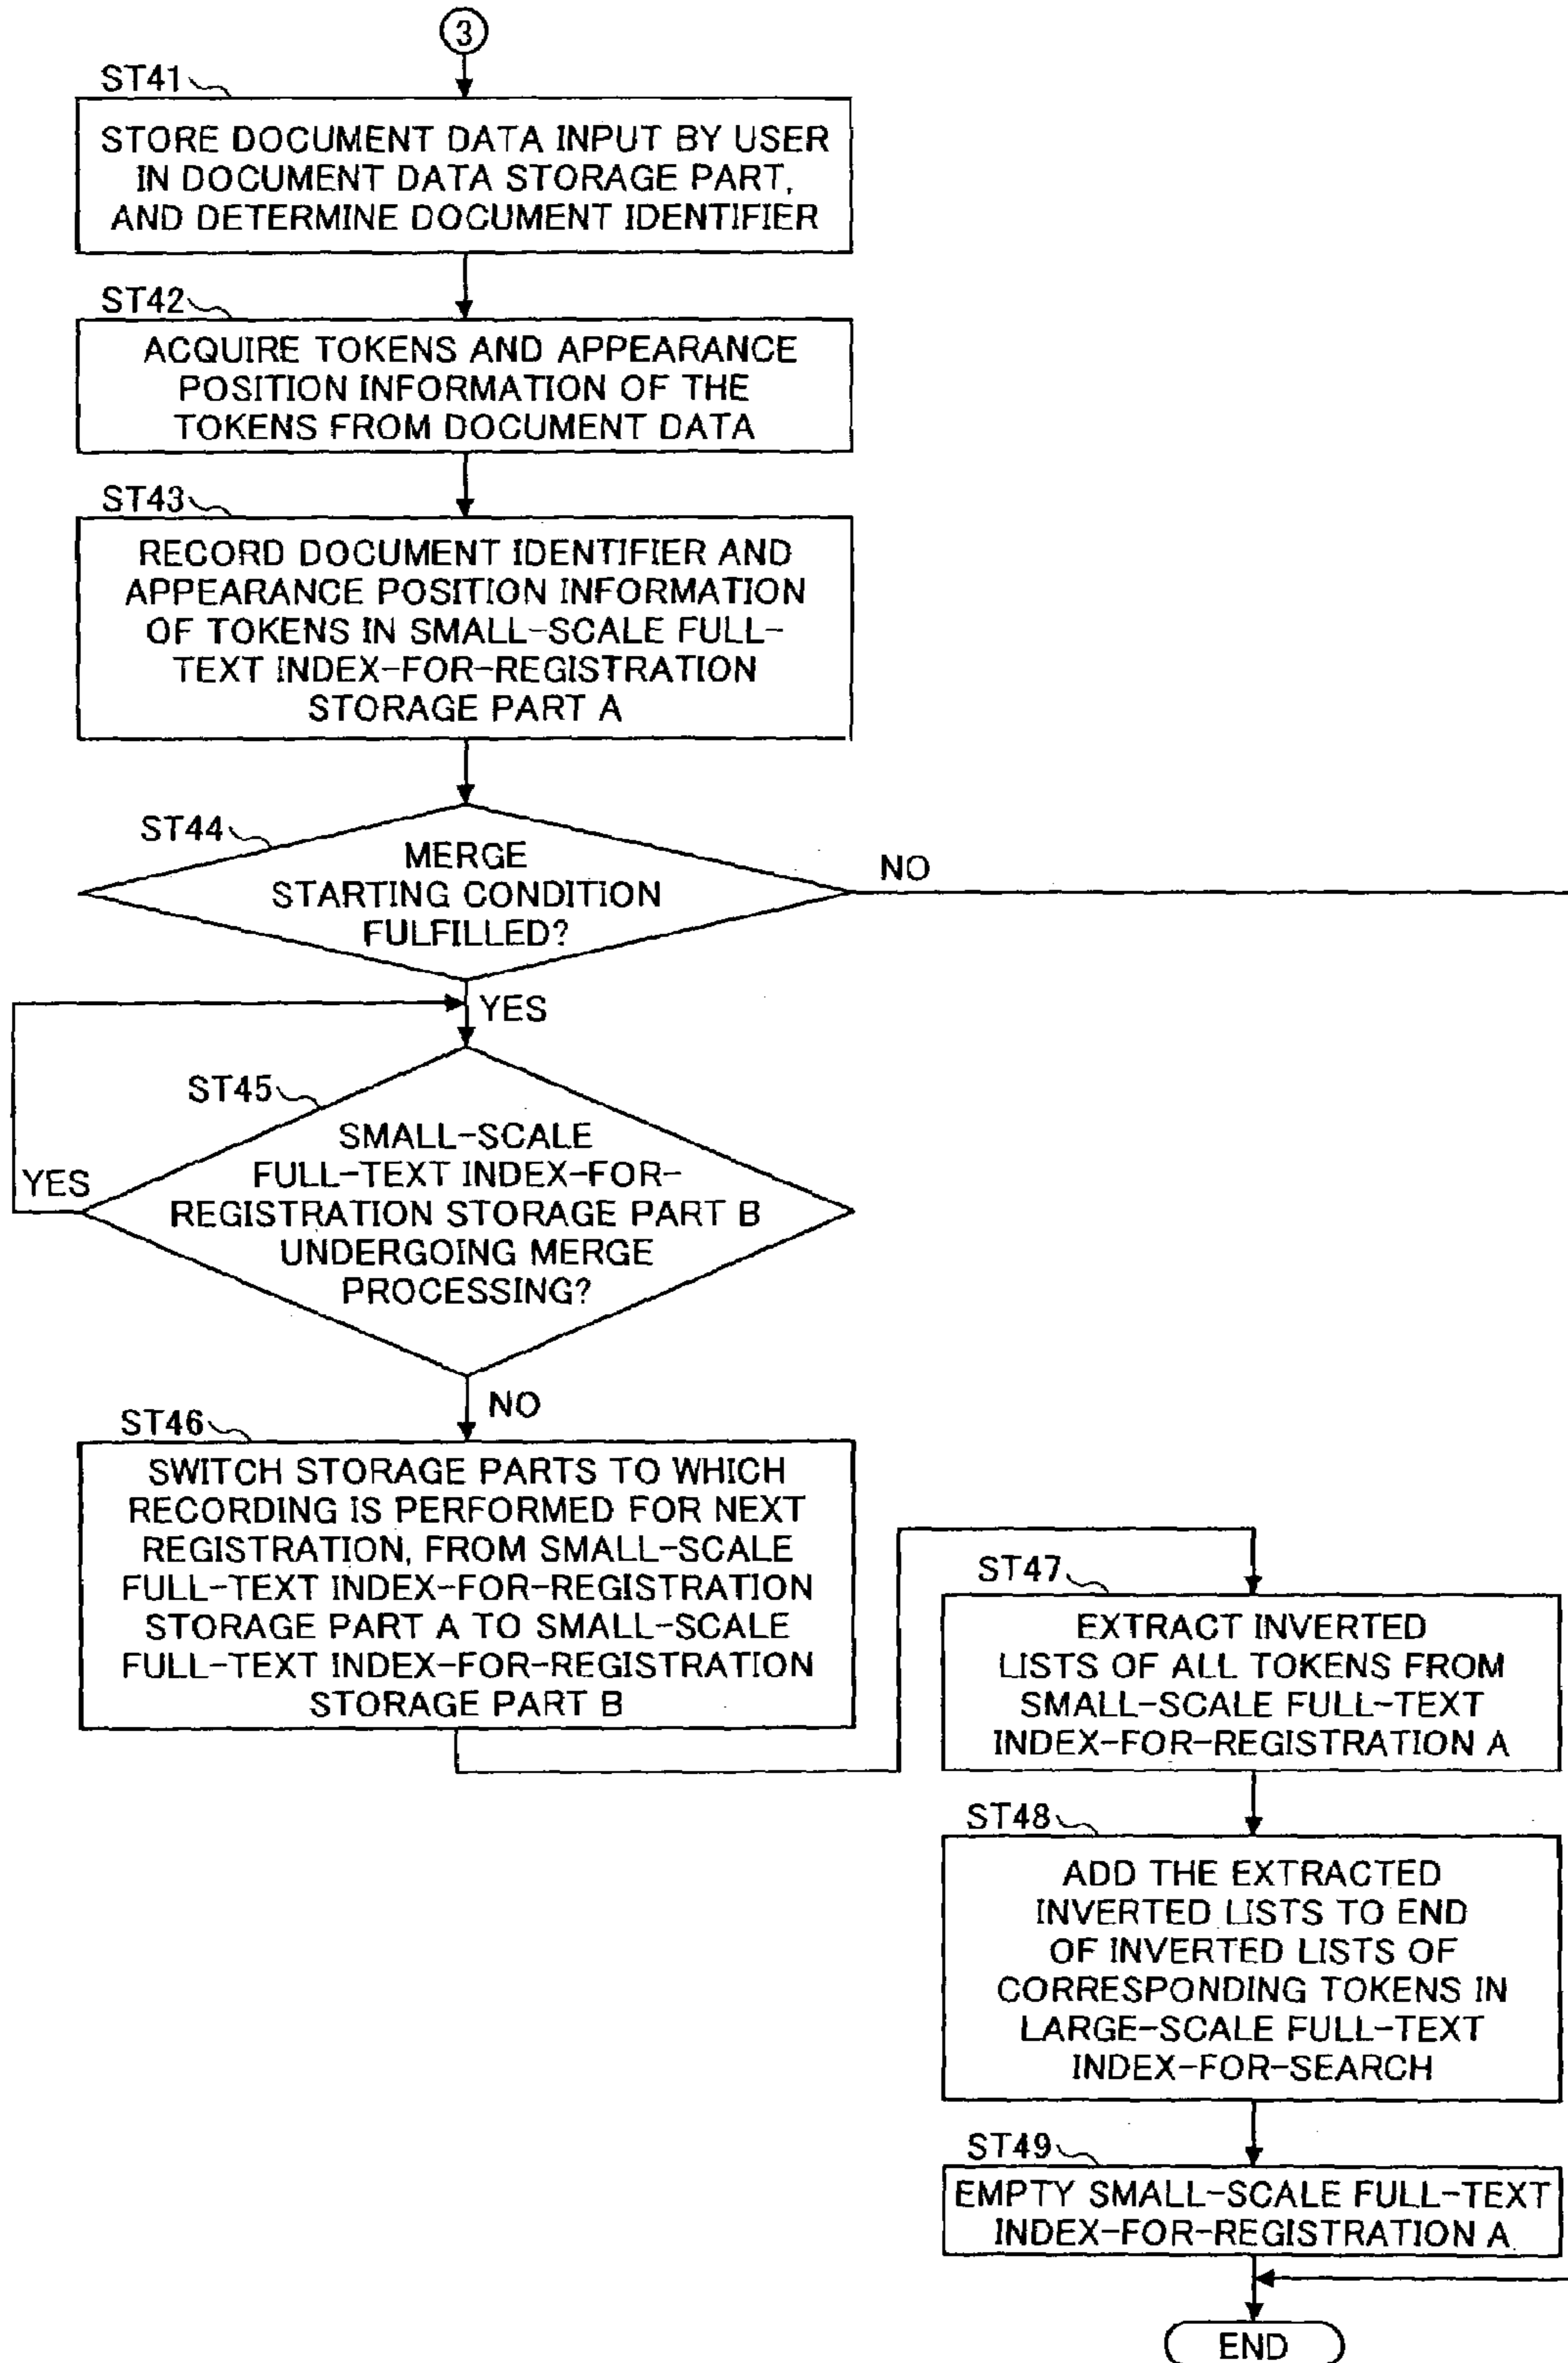 3
ST41
STORE DOCUMENT DATA INPUT BY USER
IN DOCUMENT DATA STORAGE PART,
AND DETERMINE DOCUMENT IDENTIFIER
ST42
ACQUIRE TOKENS AND APPEARANCE
POSITION INFORMATION OF THE
TOKENS FROM DOCUMENT DATA
ST43
RECORD DOCUMENT IDENTIFIER AND
APPEARANCE POSITION INFORMATION
OF TOKENS IN SMALL-SCALE FULL-
TEXT INDEX-FOR-REGISTRATION
STORAGE PART A
ST44
MERGE
STARTING CONDITION
FULFILLED?
NO
YES
ST45
SMALL-SCALE
FULL-TEXT INDEX-FOR-
REGISTRATION STORAGE PART B
UNDERGOING MERGE
PROCESSING?
YES
NO
ST46
SWITCH STORAGE PARTS TO WHICH
RECORDING IS PERFORMED FOR NEXT
REGISTRATION, FROM SMALL-SCALE
FULL-TEXT INDEX-FOR-REGISTRATION
STORAGE PART A TO SMALL-SCALE
FULL-TEXT INDEX-FOR-REGISTRATION
STORAGE PART B
ST47
EXTRACT INVERTED
LISTS OF ALL TOKENS FROM
SMALL-SCALE FULL-TEXT
INDEX-FOR-REGISTRATION A
ST48
ADD THE EXTRACTED
INVERTED LISTS TO END
OF INVERTED LISTS OF
CORRESPONDING TOKENS IN
LARGE-SCALE FULL-TEXT
INDEX-FOR-SEARCH
ST49
EMPTY SMALL-SCALE FULL-TEXT
INDEX-FOR-REGISTRATION A
END